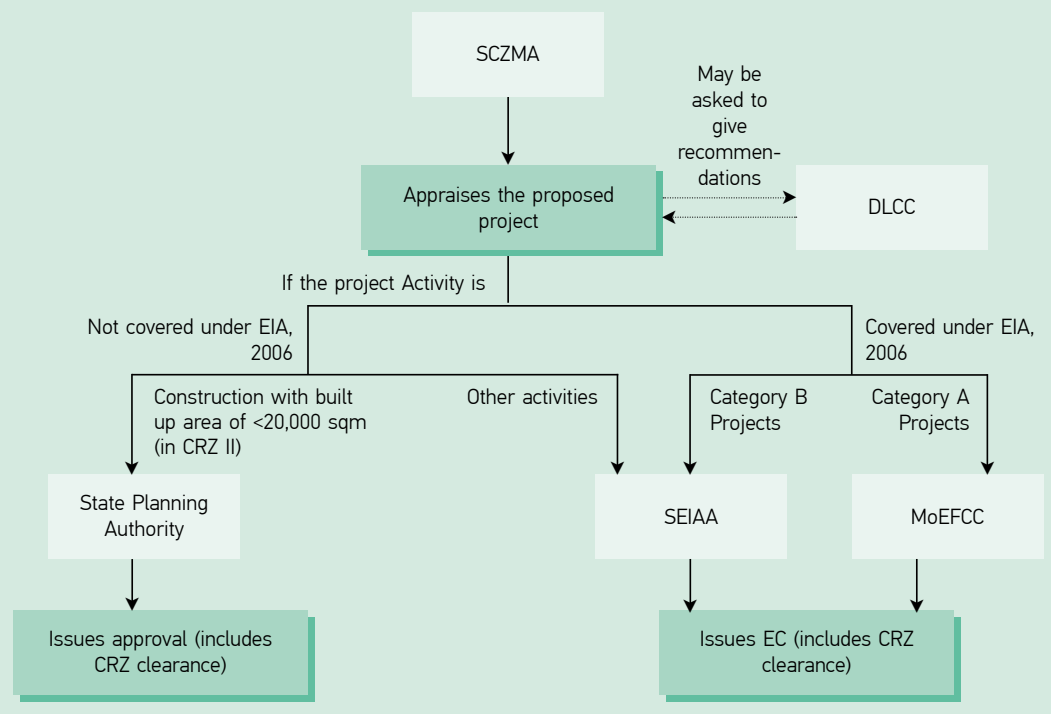 SCZMA
May be
asked to
give
recommen-
dations
Appraises the proposed
project
DLCC
If the project Activity is
Not covered under EIA,
2006
Covered under EIA,
2006
Construction with built
up area of <20,000 sqm
(in CRZ II)
Other activities
Category B
Projects
Category A
Projects
State Planning
Authority
SEIAA
MoEFCC
Issues approval (includes
CRZ clearance)
Issues EC (includes CRZ
clearance)